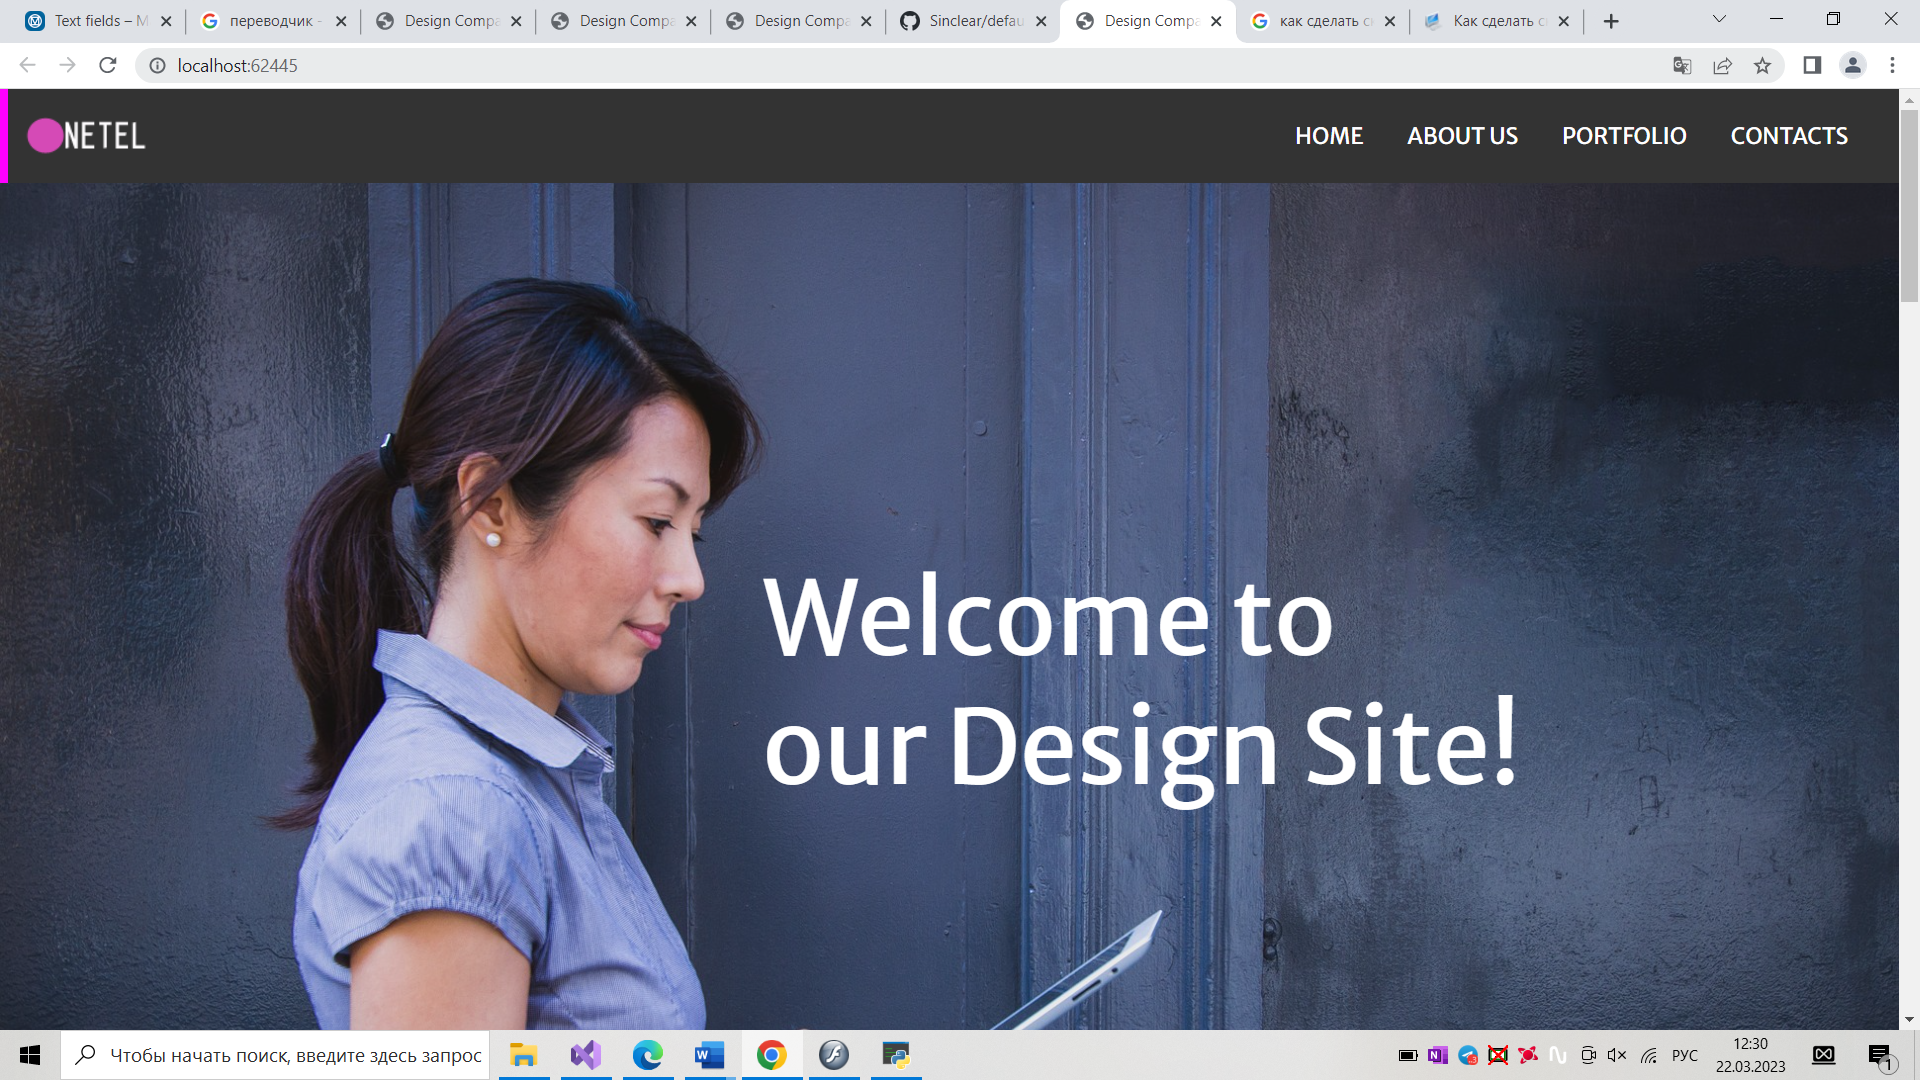 Text fields – M
переводчик -
Design Compa
Design Compa
Design Compa
Sinclear/defau
Design Compa
как сделать с
Как сделать с
localhost:62445
NETEL
HOME
ABOUT US
PORTFOLIO
CONTACTS
Welcome to
our Design Site!
Чтобы начать поиск, введите здесь запрос
РУС
12:30
22.03.2023
1